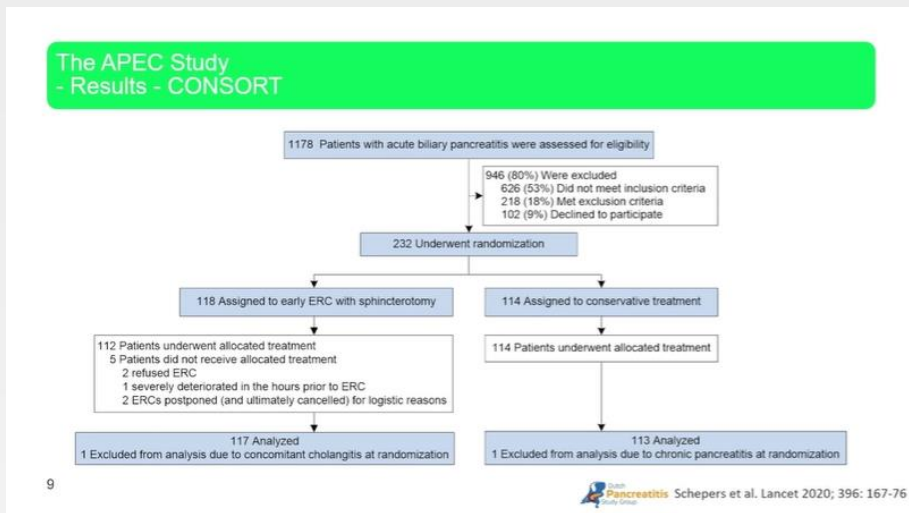 The APEC Study
- Results - CONSORT
1178 Patients with acute biliary pancreatitis were assessed for eligibility
946 (80%) Were excluded
626 (53%) Did not meet inclusion criteria
218 (18%) Met exclusion criteria
102 (9%) Declined to participate
232 Underwent randomization
118 Assigned to early ERC with sphincterotomy
114 Assigned to conservative treatment
112 Patients underwent allocated treatment
5 Patients did not receive allocated treatment
2 refused ERC
1 severely deteriorated in the hours prior to ERC
2 ERCs postponed (and ultimately cancelled) for logistic reasons
114 Patients underwent allocated treatment
117 Analyzed
1 Excluded from analysis due to concomitant cholangitis at randomization
113 Analyzed
1 Excluded from analysis due to chronic pancreatitis at randomization
9
Dutch
Pancreatitis
Study Group
Schepers et al. Lancet 2020; 396: 167-76